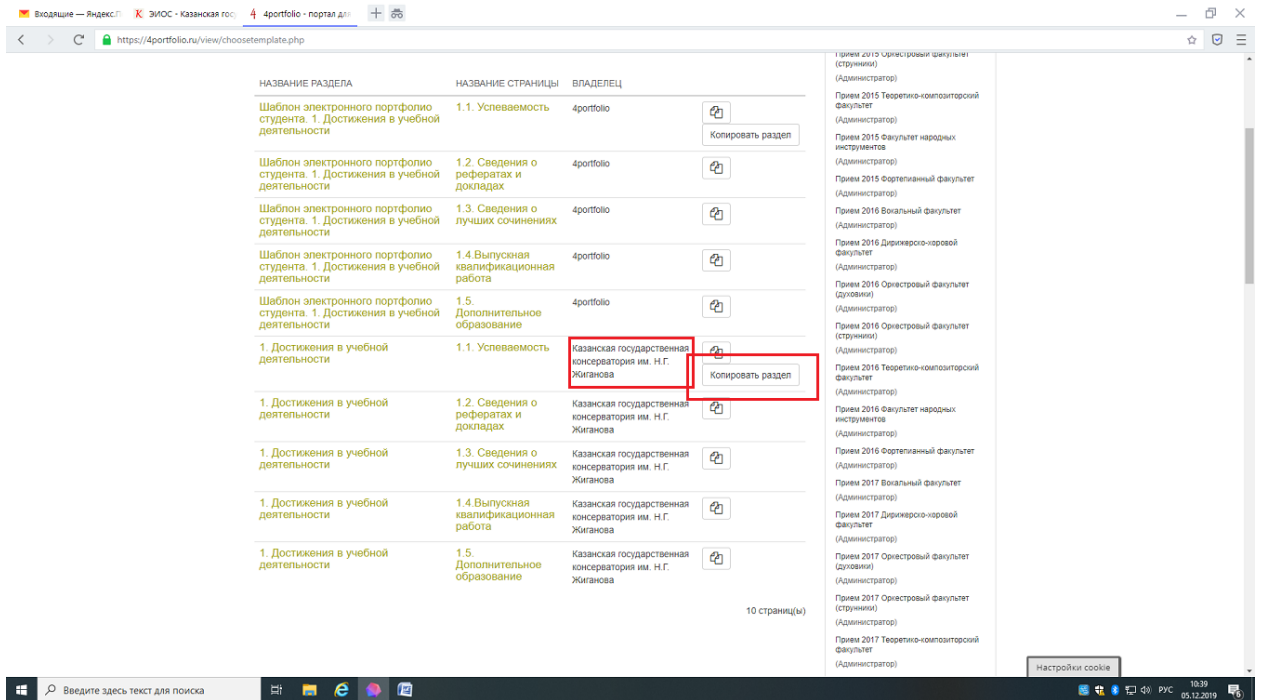 Входящие — Яндекс.П
ЭИОС - Казанская гос
4portfolio - портал для
https://4portfolio.ru/view/choosetemplate.php
НАЗВАНИЕ РАЗДЕЛА НАЗВАНИЕ СТРАНИЦЫ ВЛАДЕЛЕЦ
Шаблон электронного портфолио 1.1. Успеваемость 4portfolio
студента. 1. Достижения в учебной
деятельности
Копировать раздел
Шаблон электронного портфолио 1.2. Сведения о 4portfolio
студента. 1. Достижения в учебной рефератах и
деятельности докладах
Шаблон электронного портфолио 1.3. Сведения о 4portfolio
студента. 1. Достижения в учебной лучших сочинениях
деятельности
Шаблон электронного портфолио 1.4.Выпускная 4portfolio
студента. 1. Достижения в учебной квалификационная
деятельности работа
Шаблон электронного портфолио 1.5. 4portfolio
студента. 1. Достижения в учебной Дополнительное
деятельности образование
1. Достижения в учебной 1.1. Успеваемость Казанская государственная
деятельности консерватория им. Н.Г.
Жиганова
Копировать раздел
1. Достижения в учебной 1.2. Сведения о Казанская государственная
деятельности рефератах и консерватория им. Н.Г.
докладах Жиганова
1. Достижения в учебной 1.3. Сведения о Казанская государственная
деятельности лучших сочинениях консерватория им. Н.Г.
Жиганова
1. Достижения в учебной 1.4.Выпускная Казанская государственная
деятельности квалификационная консерватория им. Н.Г.
работа Жиганова
1. Достижения в учебной 1.5. Казанская государственная
деятельности Дополнительное консерватория им. Н.Г.
образование Жиганова
10 страниц(ы)
Прием 2015 Оркестровый факультет
(струнники)
(Администратор)
Прием 2015 Теоретико-композиторский
факультет
(Администратор)
Прием 2015 Факультет народных
инструментов
(Администратор)
Прием 2015 Фортепианный факультет
(Администратор)
Прием 2016 Вокальный факультет
(Администратор)
Прием 2016 Дирижерско-хоровой
факультет
(Администратор)
Прием 2016 Оркестровый факультет
(духовики)
(Администратор)
Прием 2016 Оркестровый факультет
(струнники)
(Администратор)
Прием 2016 Теоретико-композиторский
факультет
(Администратор)
Прием 2016 Факультет народных
инструментов
(Администратор)
Прием 2016 Фортепианный факультет
(Администратор)
Прием 2017 Вокальный факультет
(Администратор)
Прием 2017 Дирижерско-хоровой
факультет
(Администратор)
Прием 2017 Оркестровый факультет
(духовики)
(Администратор)
Прием 2017 Оркестровый факультет
(струнники)
(Администратор)
Прием 2017 Теоретико-композиторский
факультет
(Администратор)
Настройки cookie
Введите здесь текст для поиска
РУС
10:39
05.12.2019